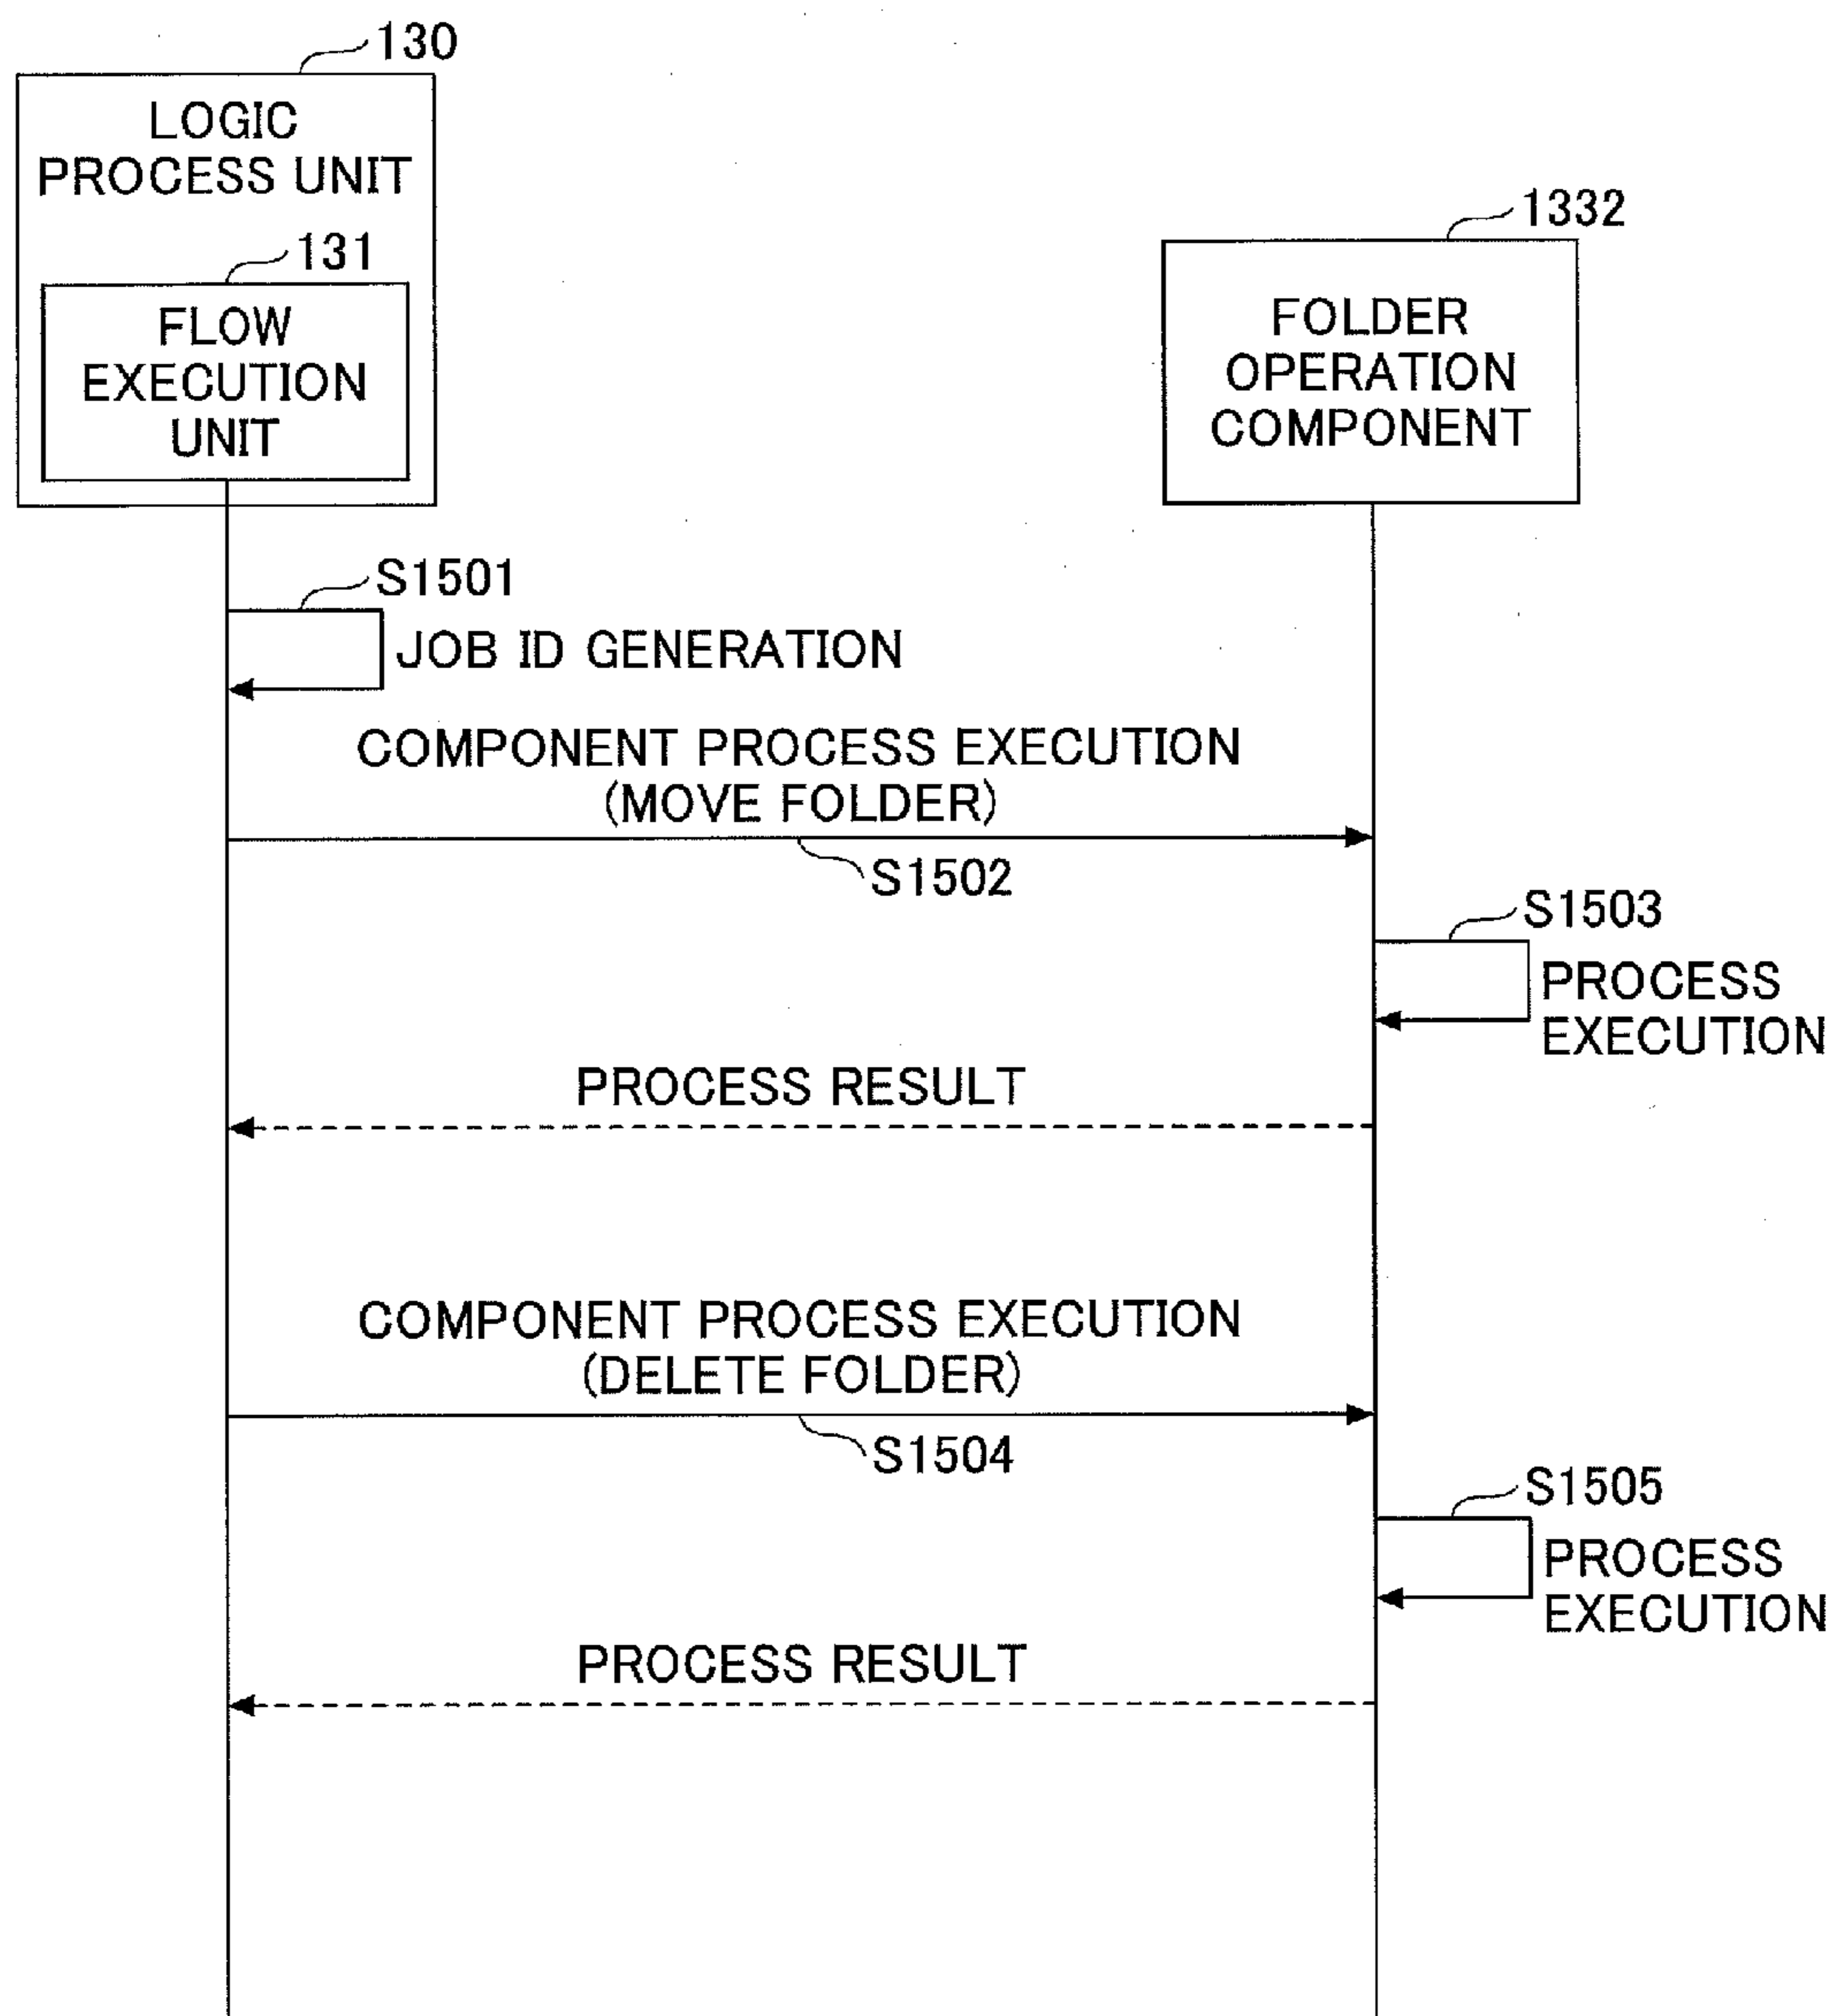 130
LOGIC
PROCESS UNIT
131
FLOW
EXECUTION
UNIT
1332
FOLDER
OPERATION
COMPONENT
S1501
JOB ID GENERATION
COMPONENT PROCESS EXECUTION
(MOVE FOLDER)
S1502
S1503
PROCESS
EXECUTION
PROCESS RESULT
COMPONENT PROCESS EXECUTION
(DELETE FOLDER)
S1504
S1505
PROCESS
EXECUTION
PROCESS RESULT